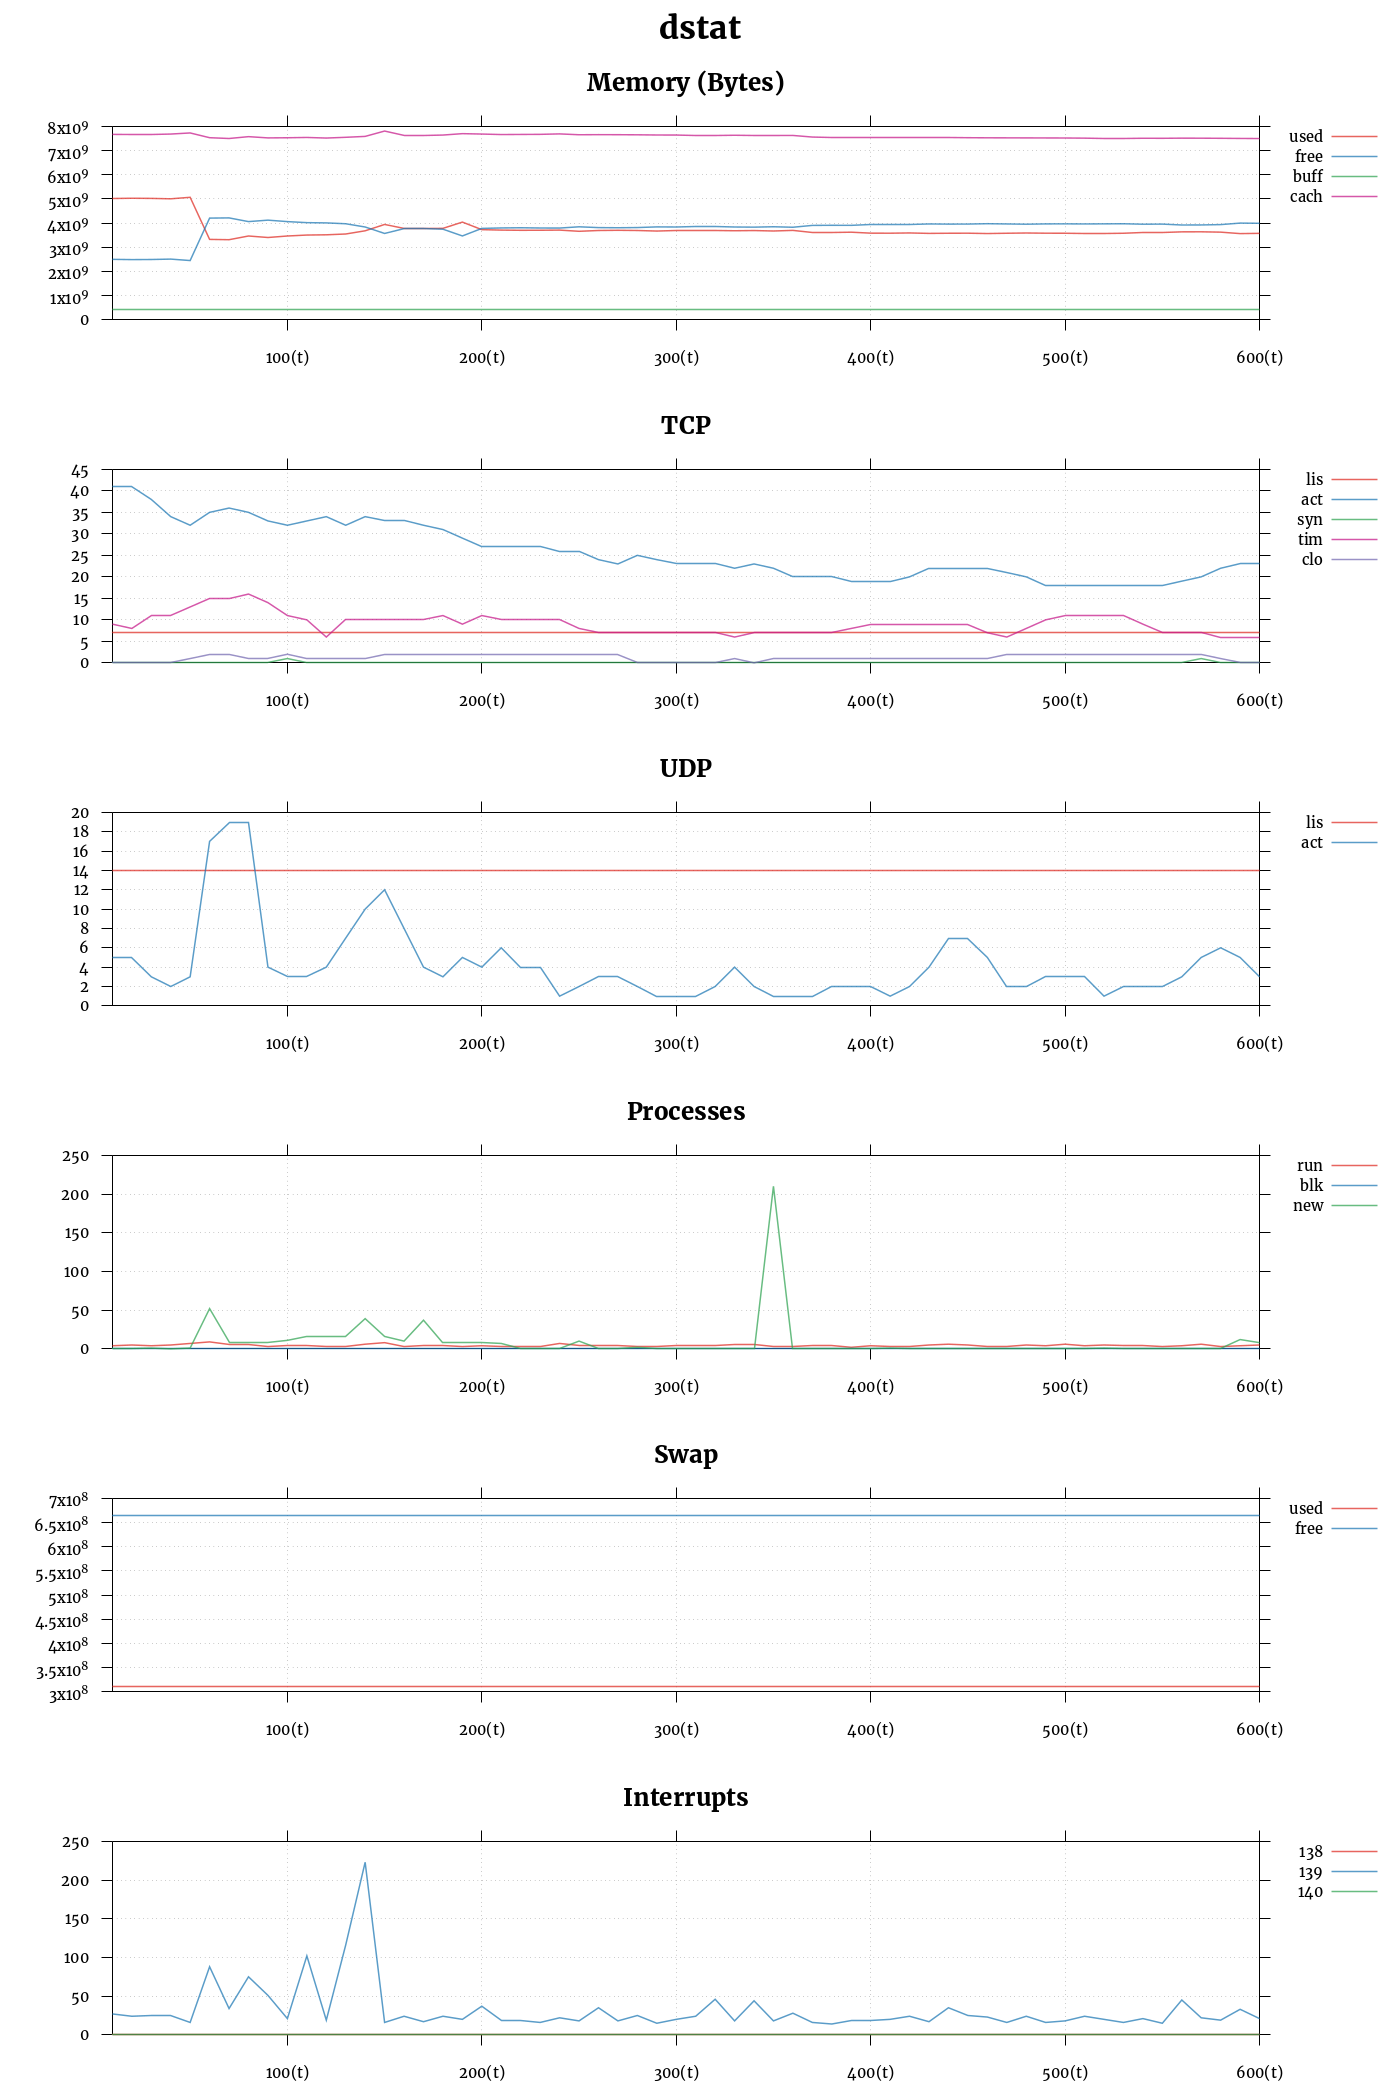 dstat
Memory (Bytes)
8x10⁹
7x10⁹
6x10⁹
5x10⁹
4x10⁹
3x10⁹
2x10⁹
1x10⁹
0
100(t) 200(t) 300(t) 400(t) 500(t) 600(t)
used
free
buff
cach
TCP
45
40
35
30
25
20
15
10
5
0
100(t) 200(t) 300(t) 400(t) 500(t) 600(t)
lis
act
syn
tim
clo
UDP
20
18
16
14
12
10
8
6
4
2
0
100(t) 200(t) 300(t) 400(t) 500(t) 600(t)
lis
act
Processes
250
200
150
100
50
0
100(t) 200(t) 300(t) 400(t) 500(t) 600(t)
run
blk
new
Swap
7x10⁸
6.5x10⁸
6x10⁸
5.5x10⁸
5x10⁸
4.5x10⁸
4x10⁸
3.5x10⁸
3x10⁸
100(t) 200(t) 300(t) 400(t) 500(t) 600(t)
used
free
Interrupts
250
200
150
100
50
0
100(t) 200(t) 300(t) 400(t) 500(t) 600(t)
138
139
140